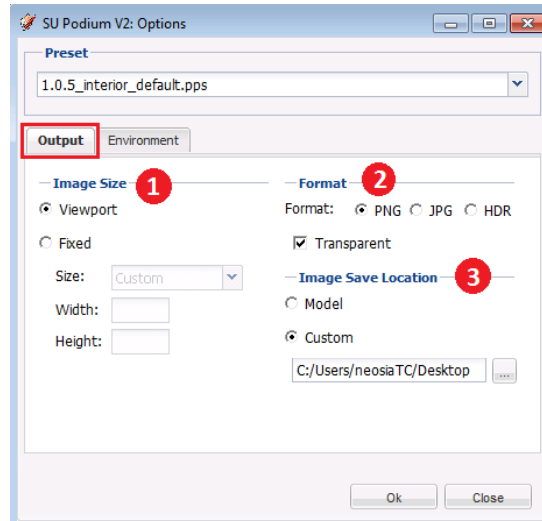 SU Podium V2: Options
Preset
1.0.5_interior_default.pps
Output Environment
Image Size 1
Viewport
Fixed
Size: Custom
Width:
Height:
Format 2
Format: PNG JPG HDR
Transparent
Image Save Location 3
Model
Custom
C:/Users/neosiaTC/Desktop ...
Ok Close